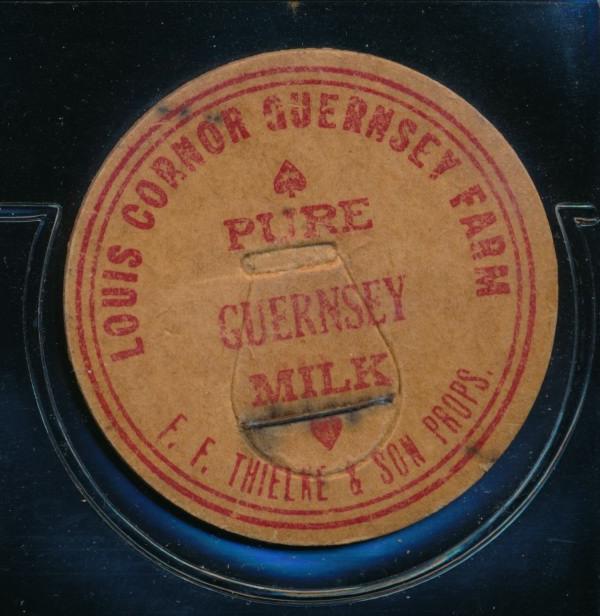 LOUIS CORNOR GUERNSEY FARM
PURE
GUERNSEY
MILK
F. F. THIELKE & SON PROPS.